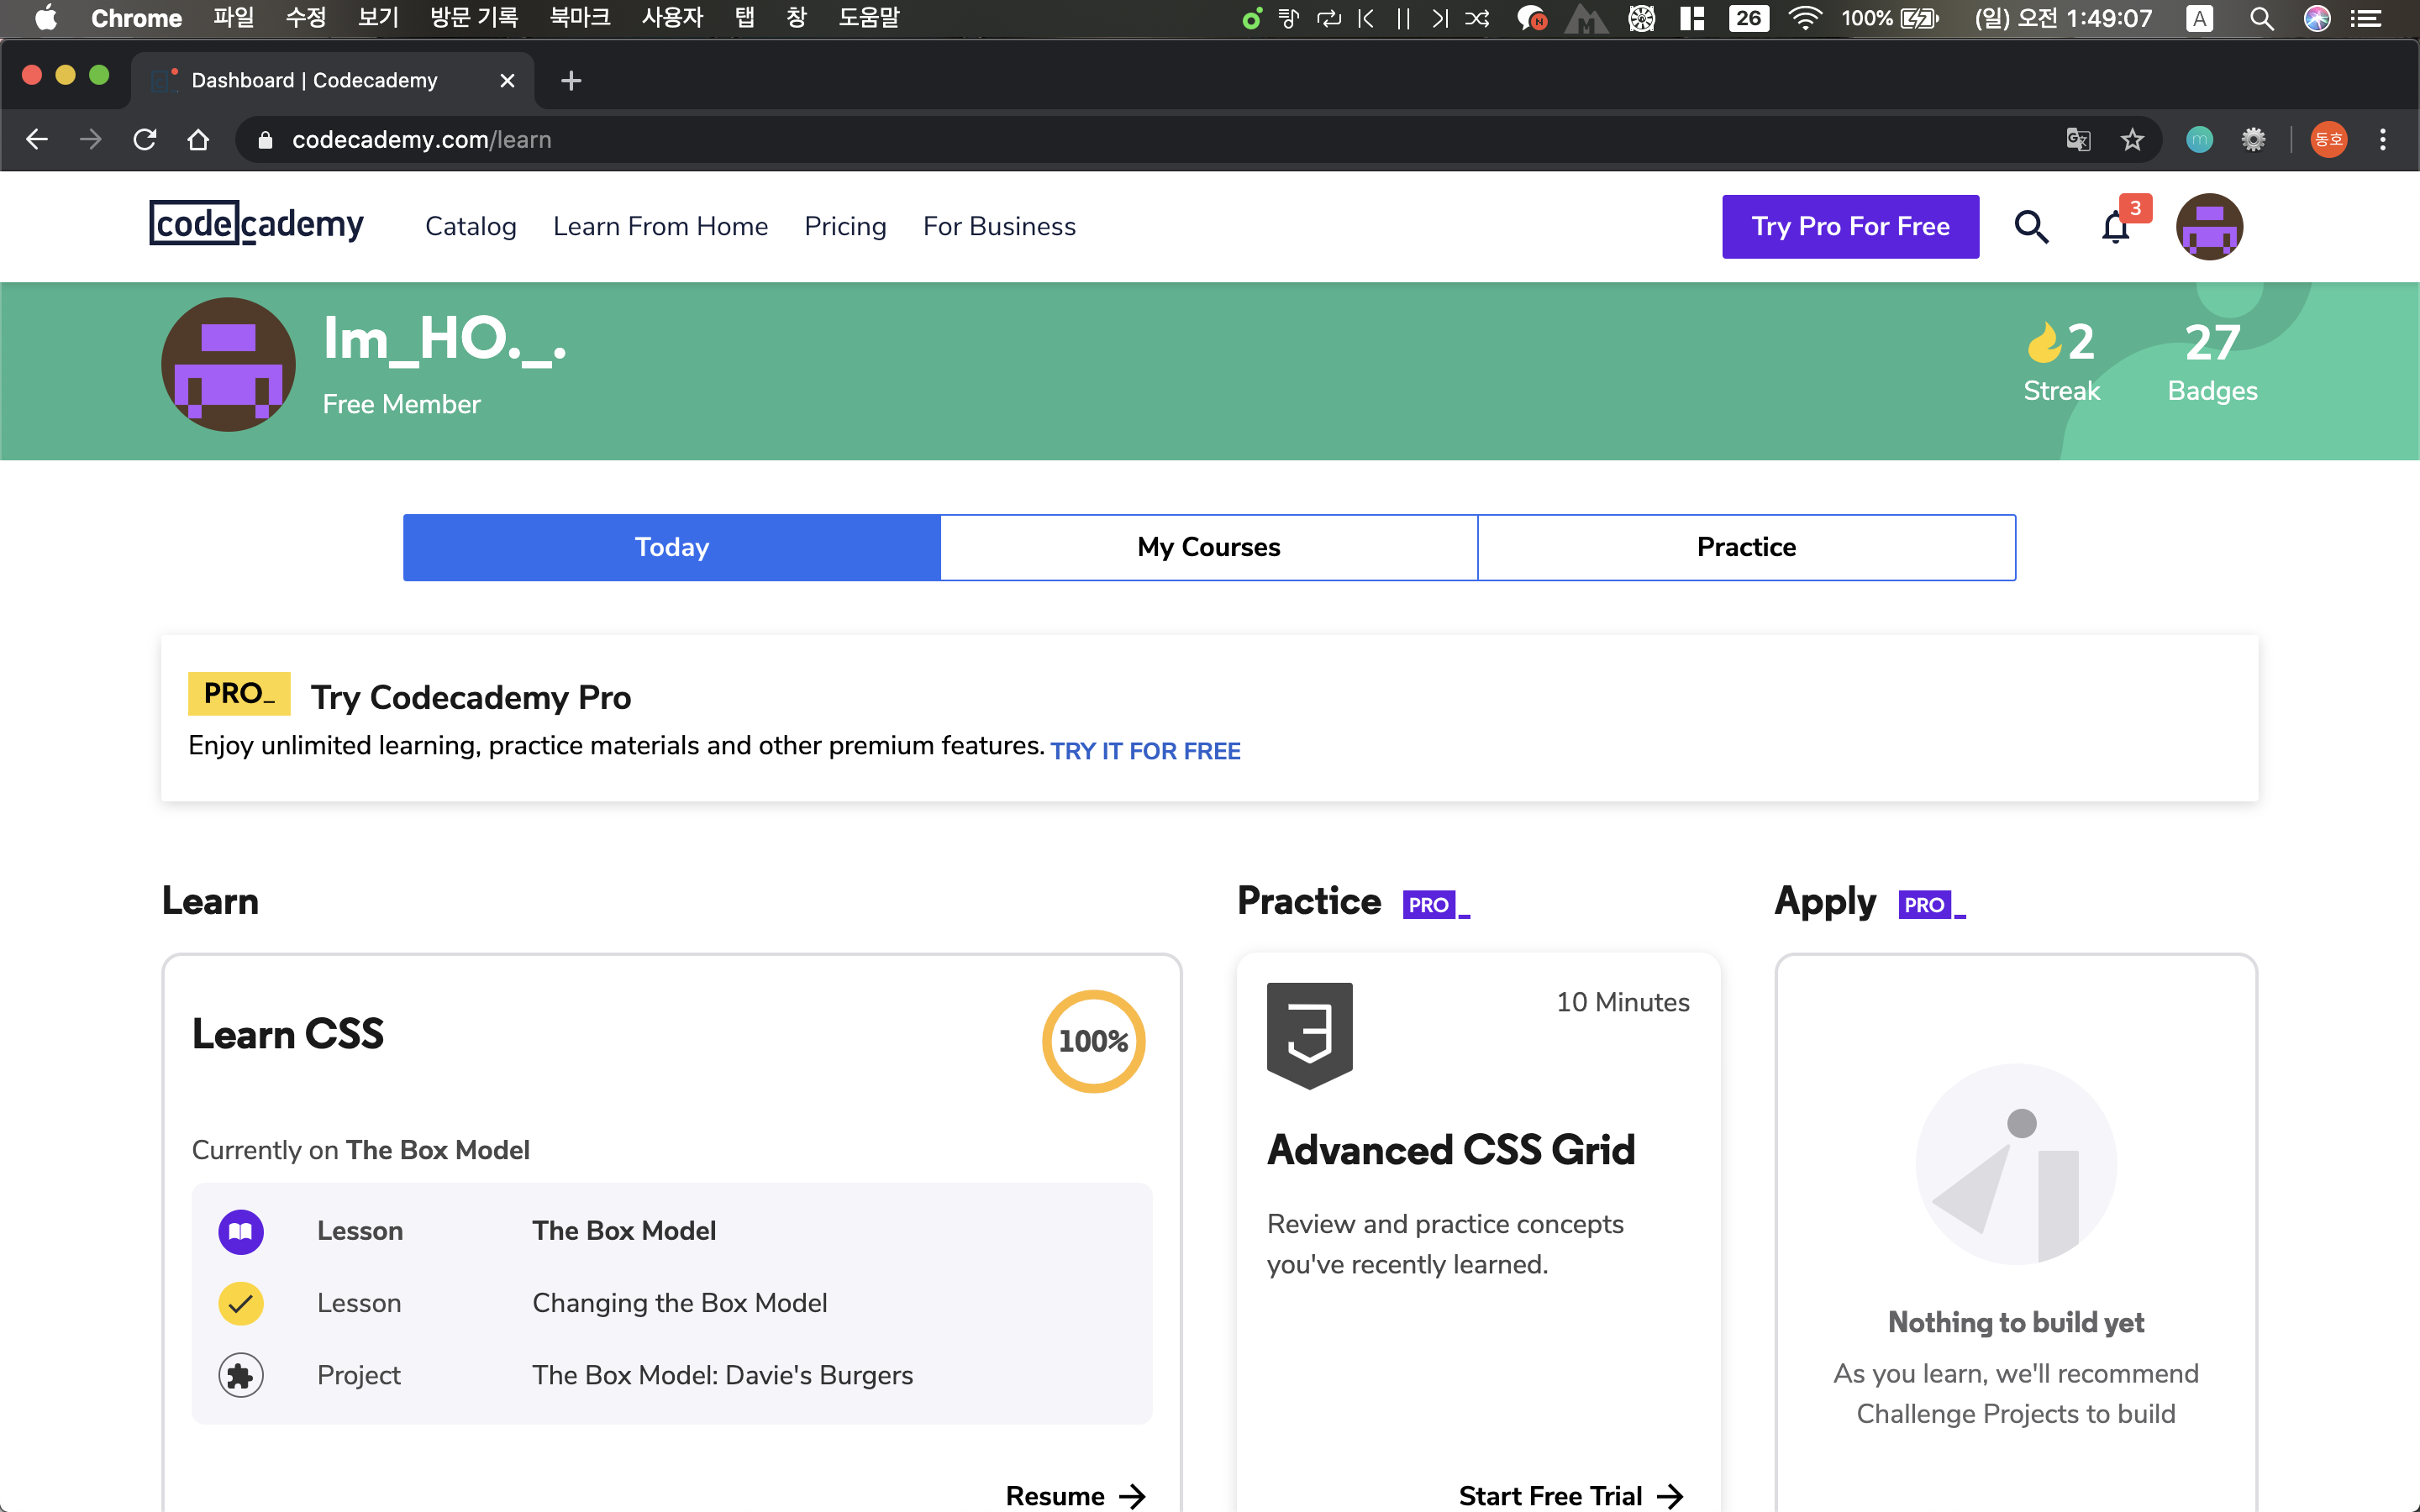 Chrome 파일 수정 보기 방문 기록 북마크 사용자 탭 창 도움말 N 26 100% (일) 오전 1:49:07 A
Dashboard | Codecademy
codecademy.com/learn m 동호
codecademy Catalog Learn From Home Pricing For Business Try Pro For Free 3
Im_HO._.
Free Member
2 27
Streak Badges
Today My Courses Practice
PRO_ Try Codecademy Pro
Enjoy unlimited learning, practice materials and other premium features. TRY IT FOR FREE
Learn
Learn CSS
100%
Currently on The Box Model
Lesson The Box Model
Lesson Changing the Box Model
Project The Box Model: Davie's Burgers
Resume
Practice PRO_
10 Minutes
Advanced CSS Grid
Review and practice concepts
you've recently learned.
Start Free Trial
Apply PRO_
Nothing to build yet
As you learn, we'll recommend
Challenge Projects to build